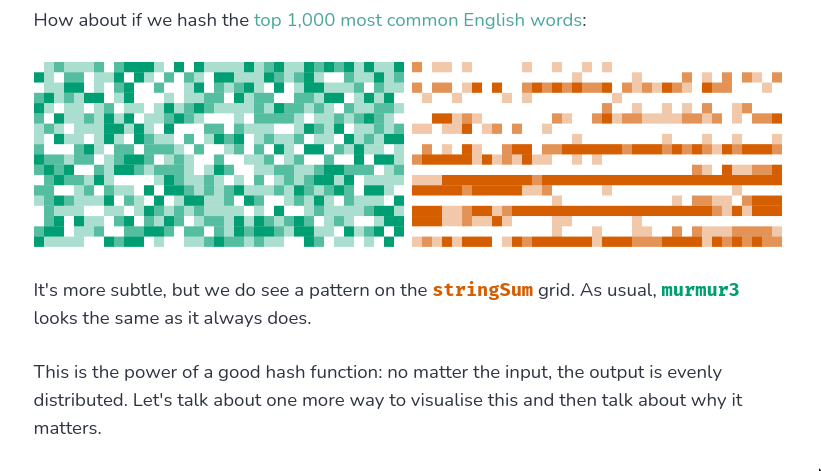 How about if we hash the top 1,000 most common English words:
It's more subtle, but we do see a pattern on the stringSum grid. As usual, murmur3
looks the same as it always does.
This is the power of a good hash function: no matter the input, the output is evenly
distributed. Let's talk about one more way to visualise this and then talk about why it
matters.